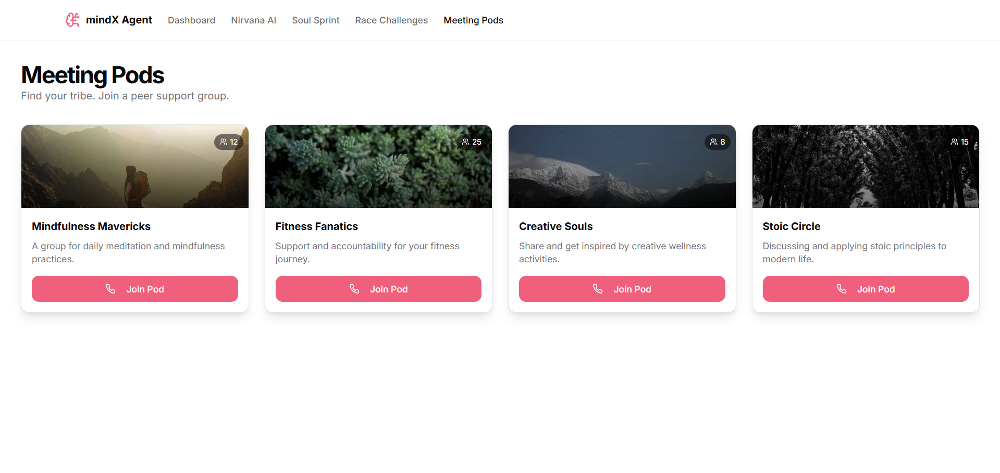 mindX Agent Dashboard Nirvana AI Soul Sprint Race Challenges Meeting Pods
Meeting Pods
Find your tribe. Join a peer support group.
12
Mindfulness Mavericks
A group for daily meditation and mindfulness
practices.
Join Pod
25
Fitness Fanatics
Support and accountability for your fitness
journey.
Join Pod
8
Creative Souls
Share and get inspired by creative wellness
activities.
Join Pod
15
Stoic Circle
Discussing and applying stoic principles to
modern life.
Join Pod